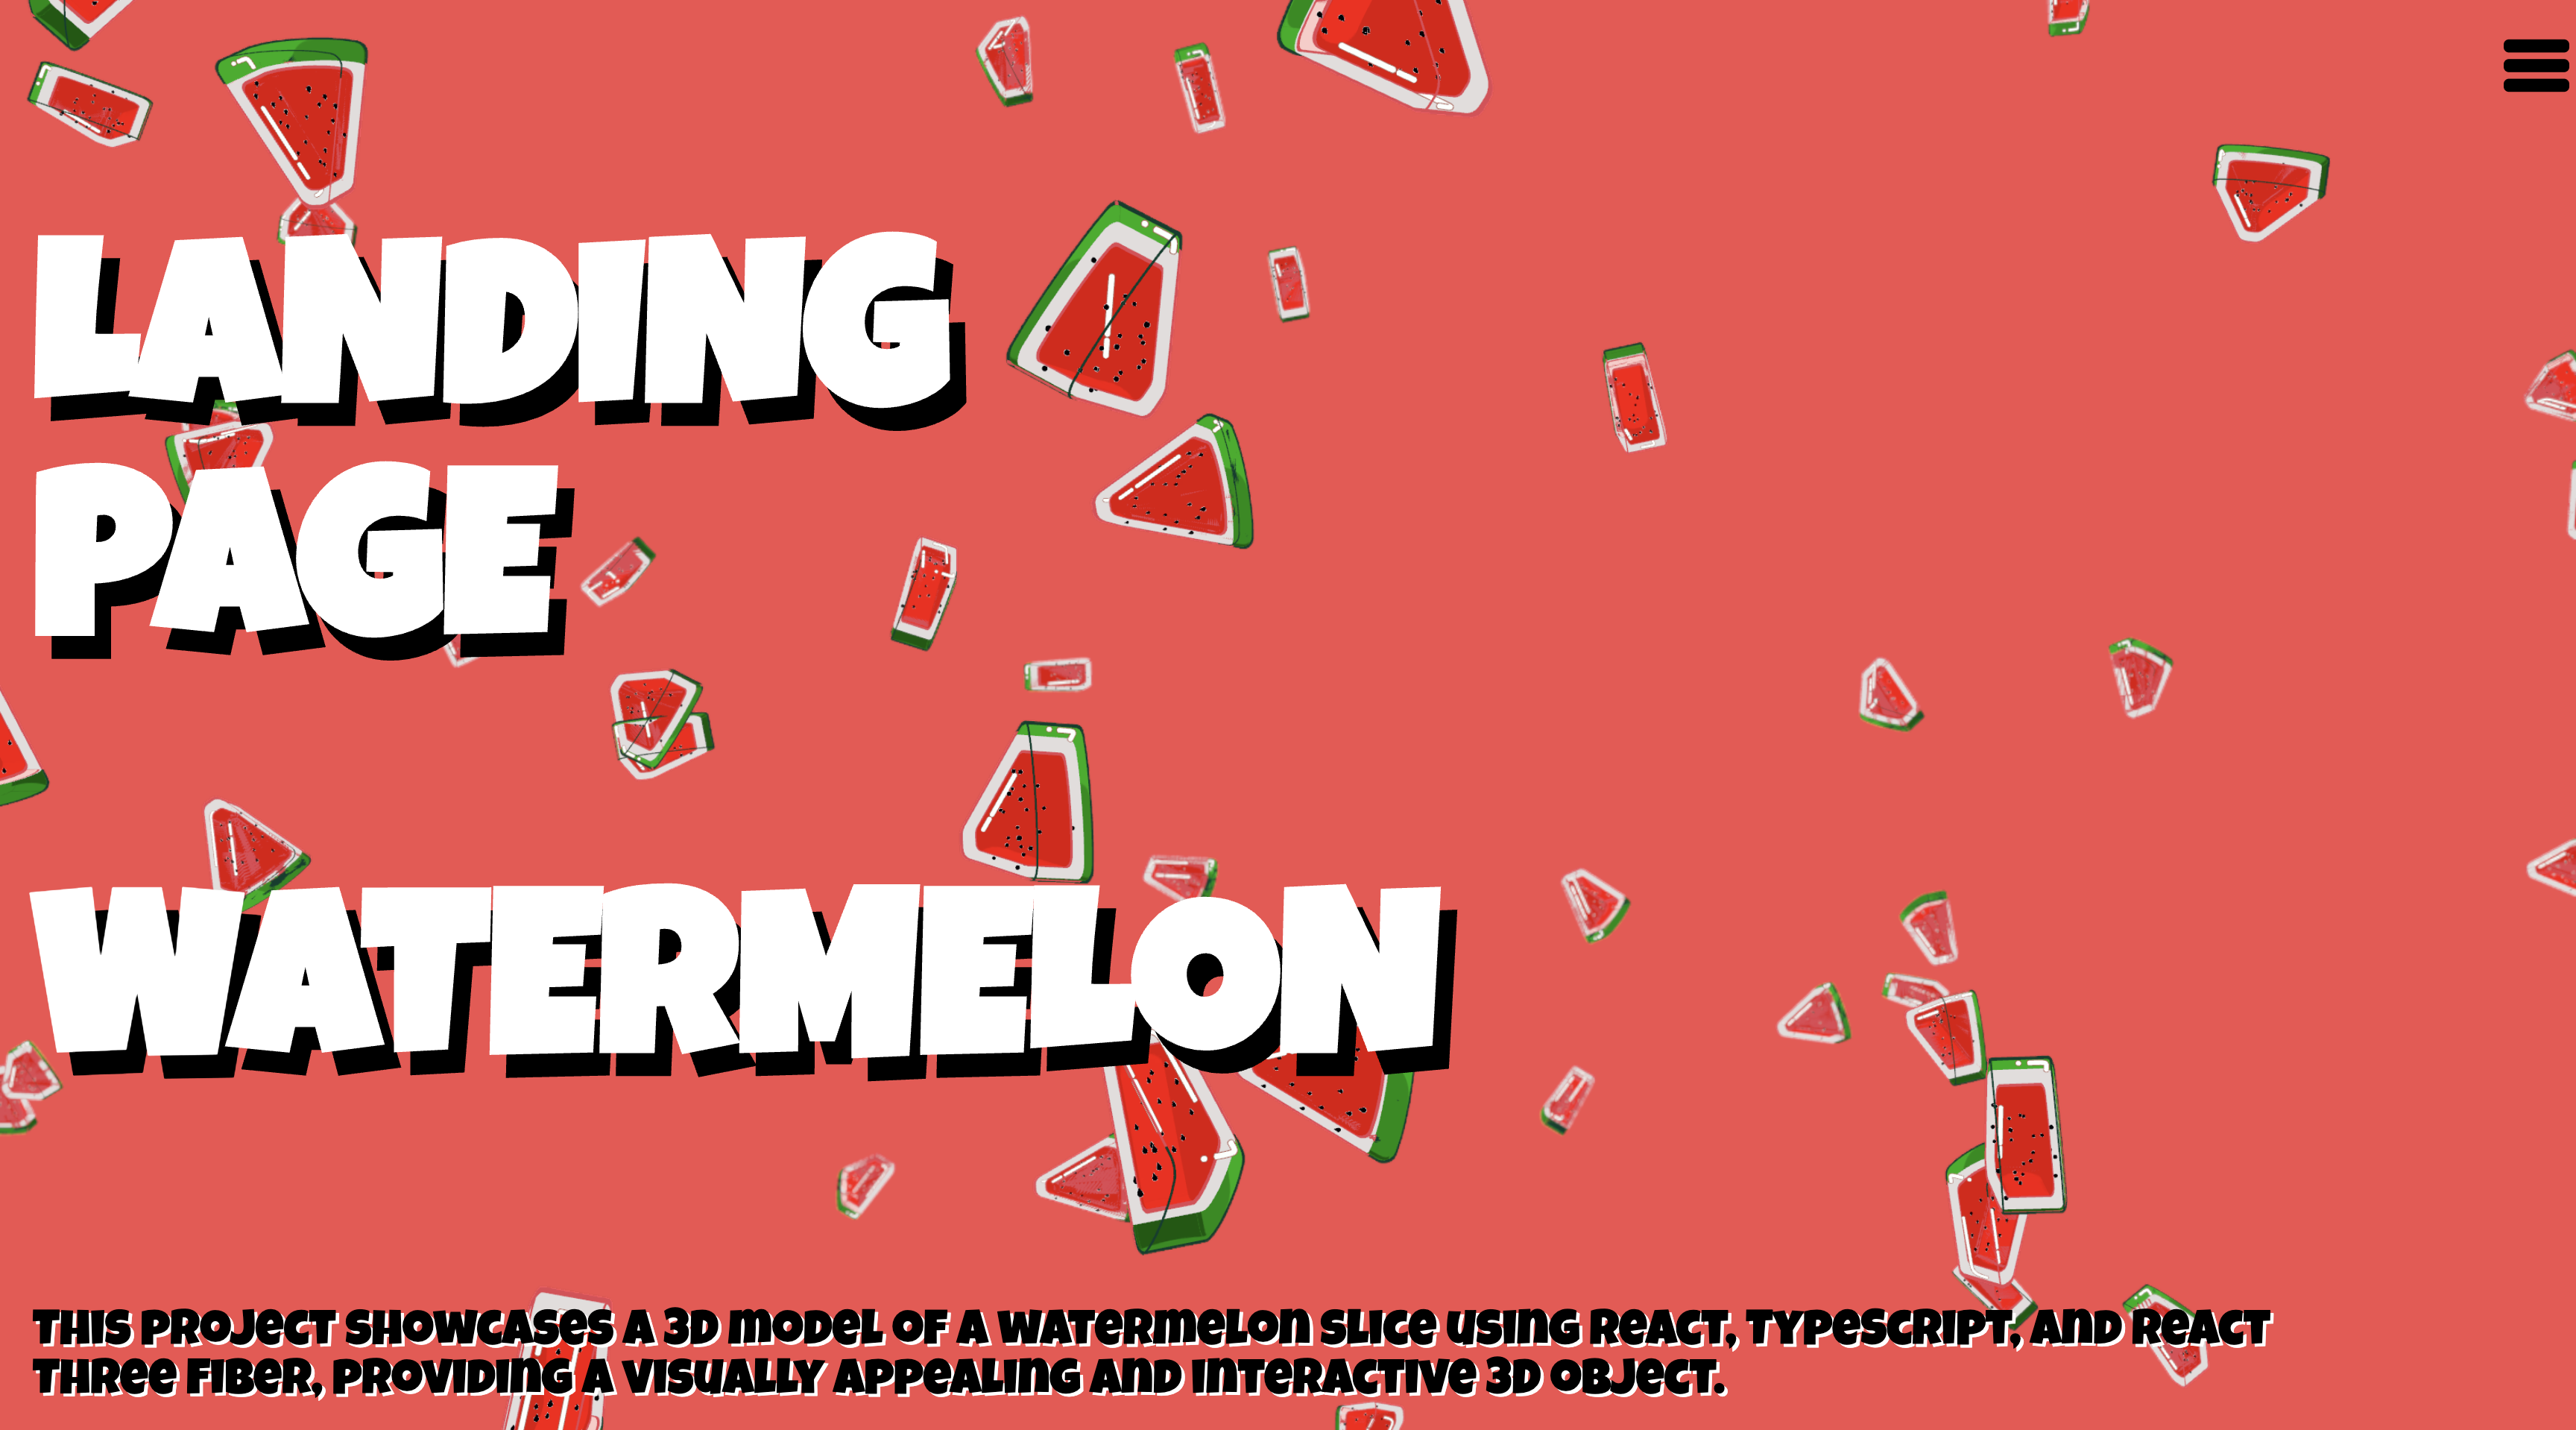 LANDING
PAGE
WATERMELON
THIS PROJECT SHOWCASES A 3D MODEL OF A WATERMELON SLICE USING REACT, TYPESCRIPT, AND REACT
THREE FIBER, PROVIDING A VISUALLY APPEALING AND INTERACTIVE 3D OBJECT.